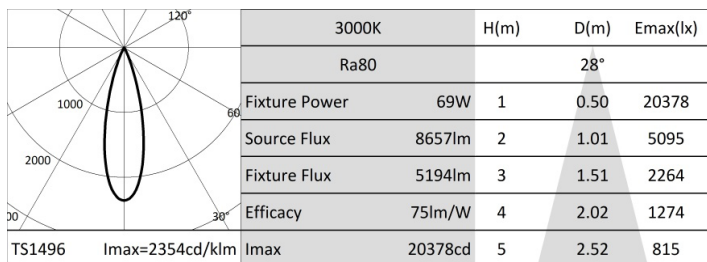 120°
1000
60
2000
00
30°
TS1496 Imax=2354cd/klm
3000K H(m) D(m) Emax(lx)
Ra80 28°
Fixture Power 69W 1 0.50 20378
Source Flux 8657lm 2 1.01 5095
Fixture Flux 5194lm 3 1.51 2264
Efficacy 75lm/W 4 2.02 1274
Imax 20378cd 5 2.52 815